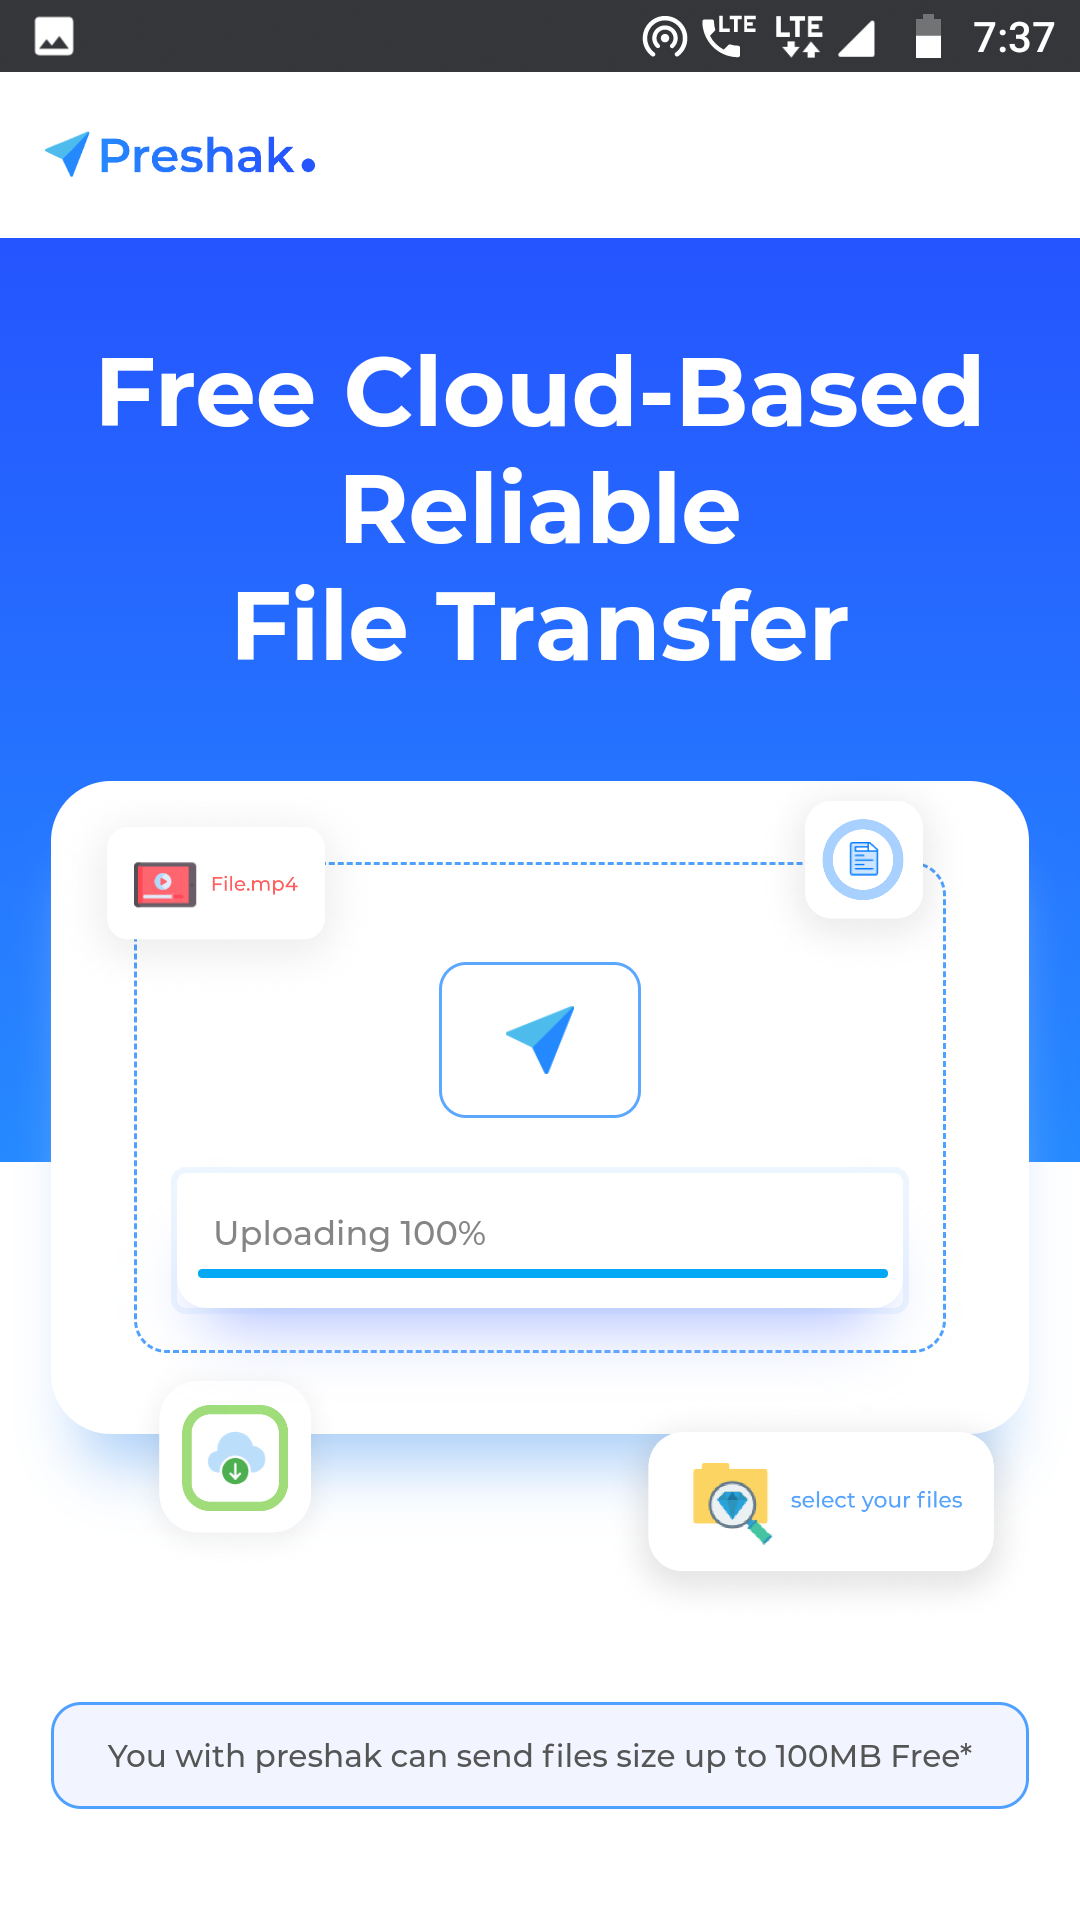 LTE LTE 7:37
Preshak.
Free Cloud-Based
Reliable
File Transfer
File.mp4
Uploading 100%
select your files
You with preshak can send files size up to 100MB Free*